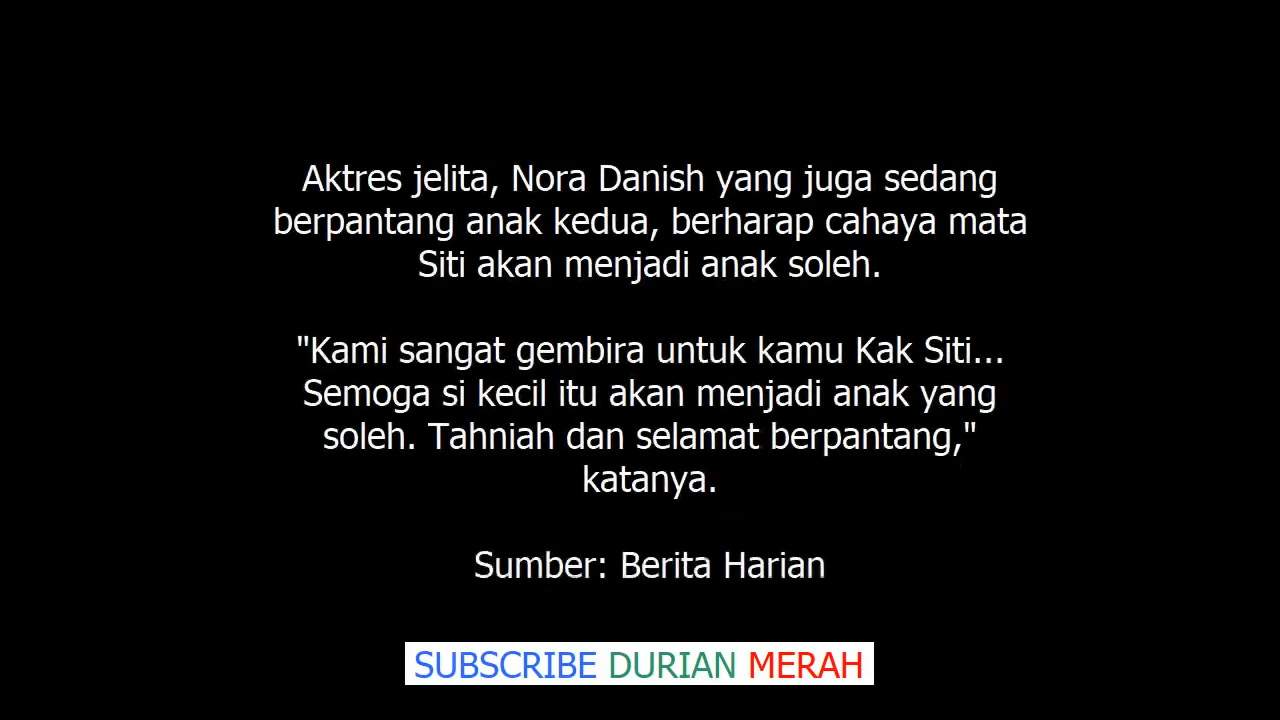 Aktres jelita, Nora Danish yang juga sedang
berpantang anak kedua, berharap cahaya mata
Siti akan menjadi anak soleh.
"Kami sangat gembira untuk kamu Kak Siti...
Semoga si kecil itu akan menjadi anak yang
soleh. Tahniah dan selamat berpantang,"
katanya.
Sumber: Berita Harian
SUBSCRIBE DURIAN MERAH